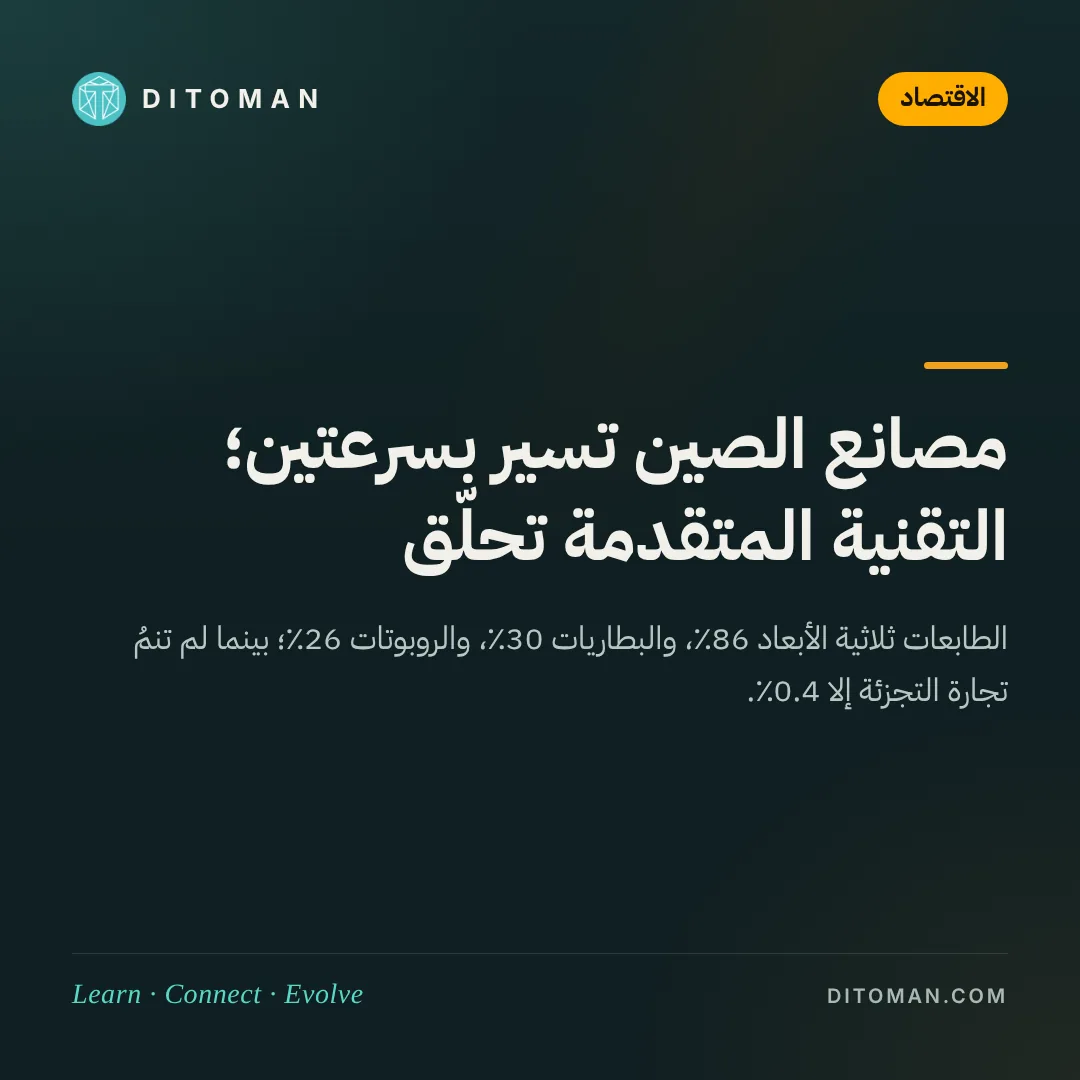 DITOMAN
الاقتصاد
مصانع الصين تسير بسرعتين؛
التقنية المتقدمة تحلّق
الطابعات ثلاثية الأبعاد 86٪، والبطاريات 30٪، والروبوتات 26٪؛ بينما لم تنمُ
تجارة التجزئة إلا 0.4٪.
Learn · Connect · Evolve
DITOMAN.COM